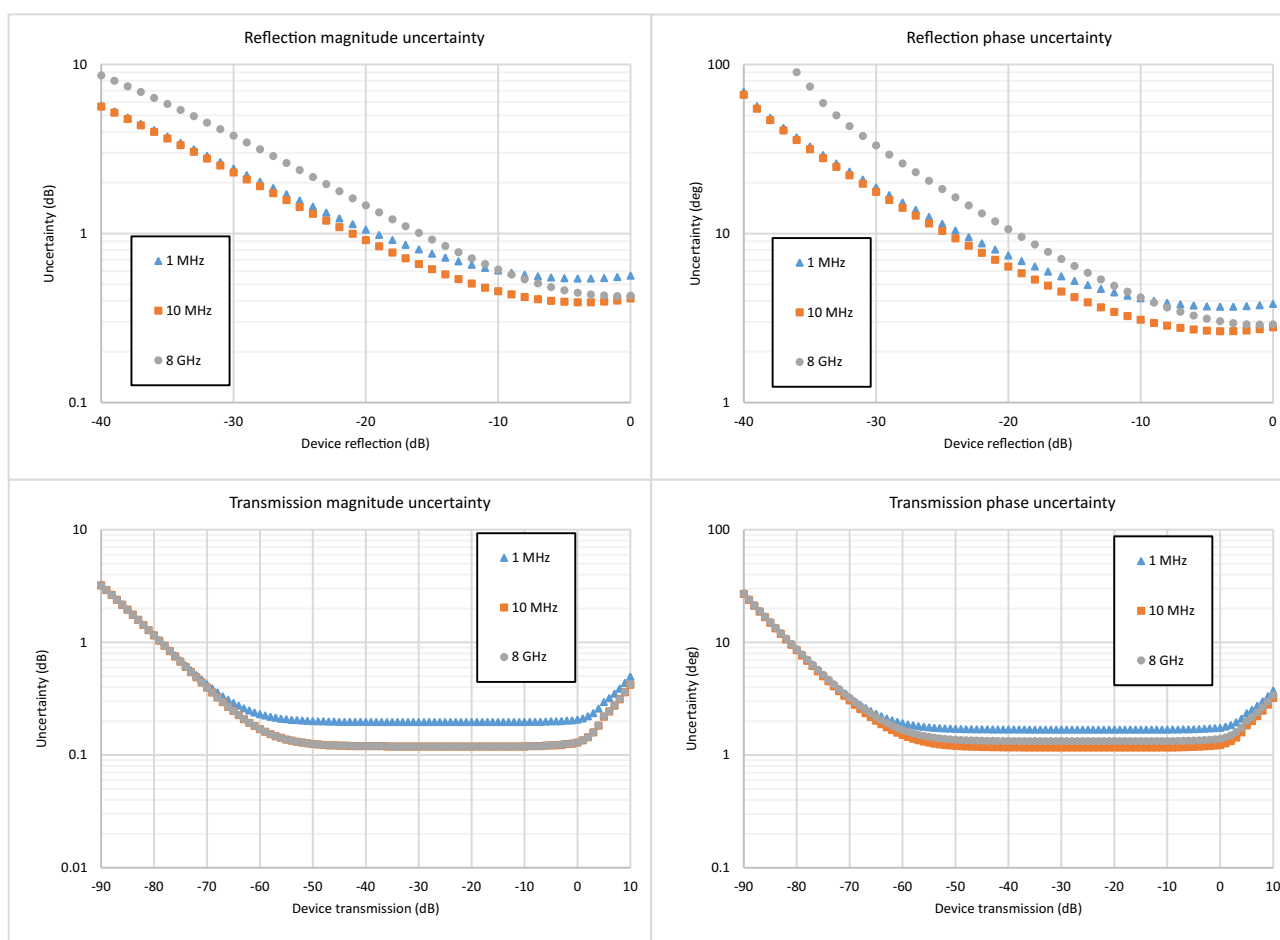 Reflection magnitude uncertainty
10
1
0.1
Uncertainty (dB)
1 MHz
10 MHz
8 GHz
-40 -30 -20 -10 0
Device reflection (dB)
Reflection phase uncertainty
100
10
1
Uncertainty (deg)
1 MHz
10 MHz
8 GHz
-40 -30 -20 -10 0
Device reflection (dB)
Transmission magnitude uncertainty
10
1
0.1
0.01
Uncertainty (dB)
1 MHz
10 MHz
8 GHz
-90 -80 -70 -60 -50 -40 -30 -20 -10 0 10
Device transmission (dB)
Transmission phase uncertainty
100
10
1
0.1
Uncertainty (deg)
1 MHz
10 MHz
8 GHz
-90 -80 -70 -60 -50 -40 -30 -20 -10 0 10
Device transmission (dB)